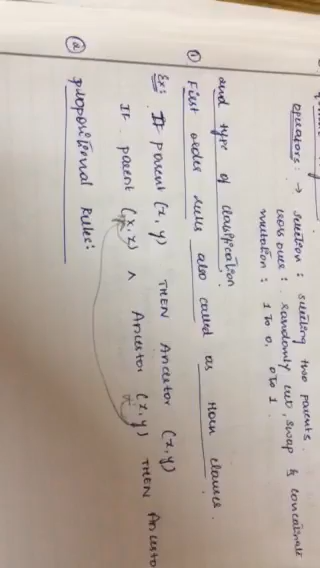 operators: → selection: selecting two parents.
cross over: randomly cut, swap & concatinate
mutation: 1 to 0, 0 to 1.
2nd type of classification
① First order rules also called as Horn clauses.
Ex: IF parent (x, y) THEN Ancestor (x, y)
IF parent (x, z) ∧ Ancestor (z, y) THEN Ancesto
② propositional Rules: